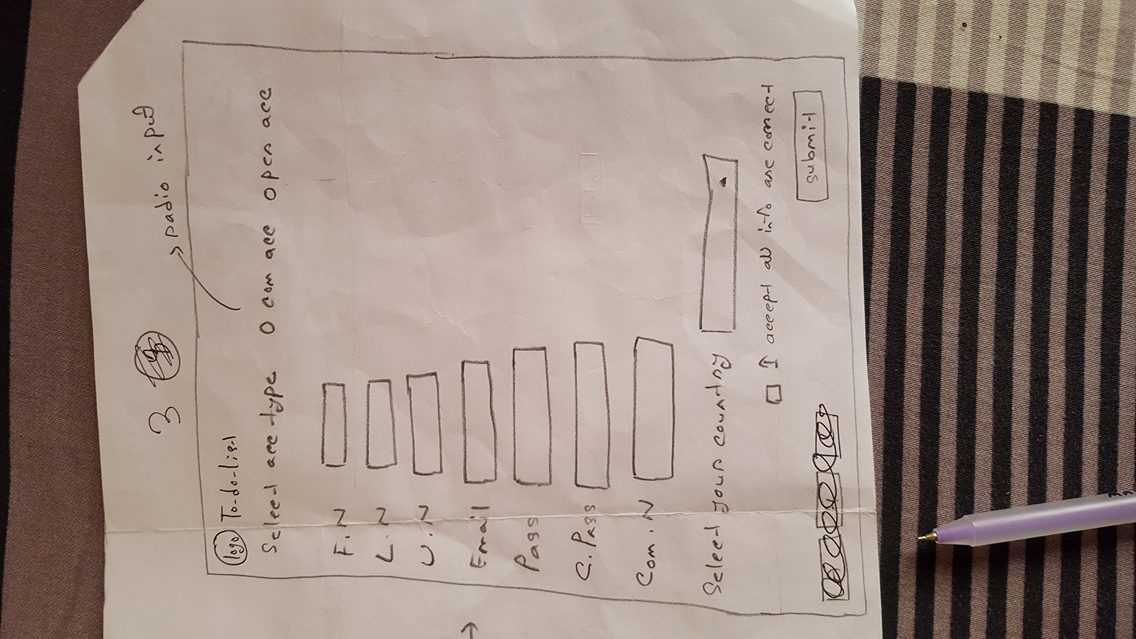 3
radio input
logo To-do-list
Select acc type O com acc O open acc
F.N
L.N
U.N
Email
Pass
C.Pass
Com.N
Select your country
I accept all info are correct
submit